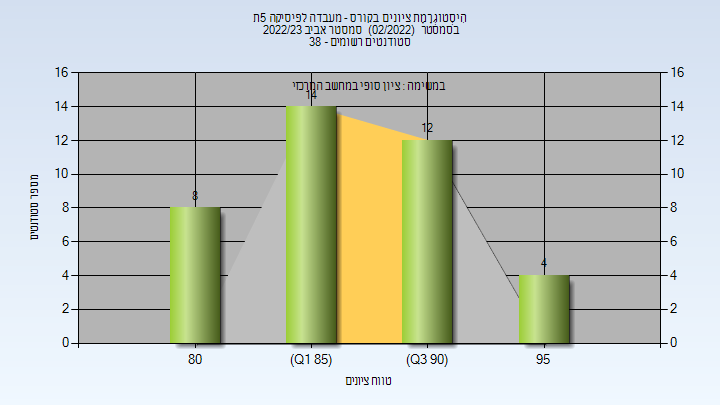 היסטוגרמת ציונים בקורס - מעבדה לפיסיקה 5ת
בסמסטר (02/2022) סמסטר אביב 2022/23
סטודנטים רשומים - 38
במשימה : ציון סופי במחשב המרכזי
16 16
14 14
12 12
10 10
8 8
6 6
4 4
2 2
0 0
8
14
12
4
80 (Q1 85) (Q3 90) 95
מספר סטודנטים
טווח ציונים